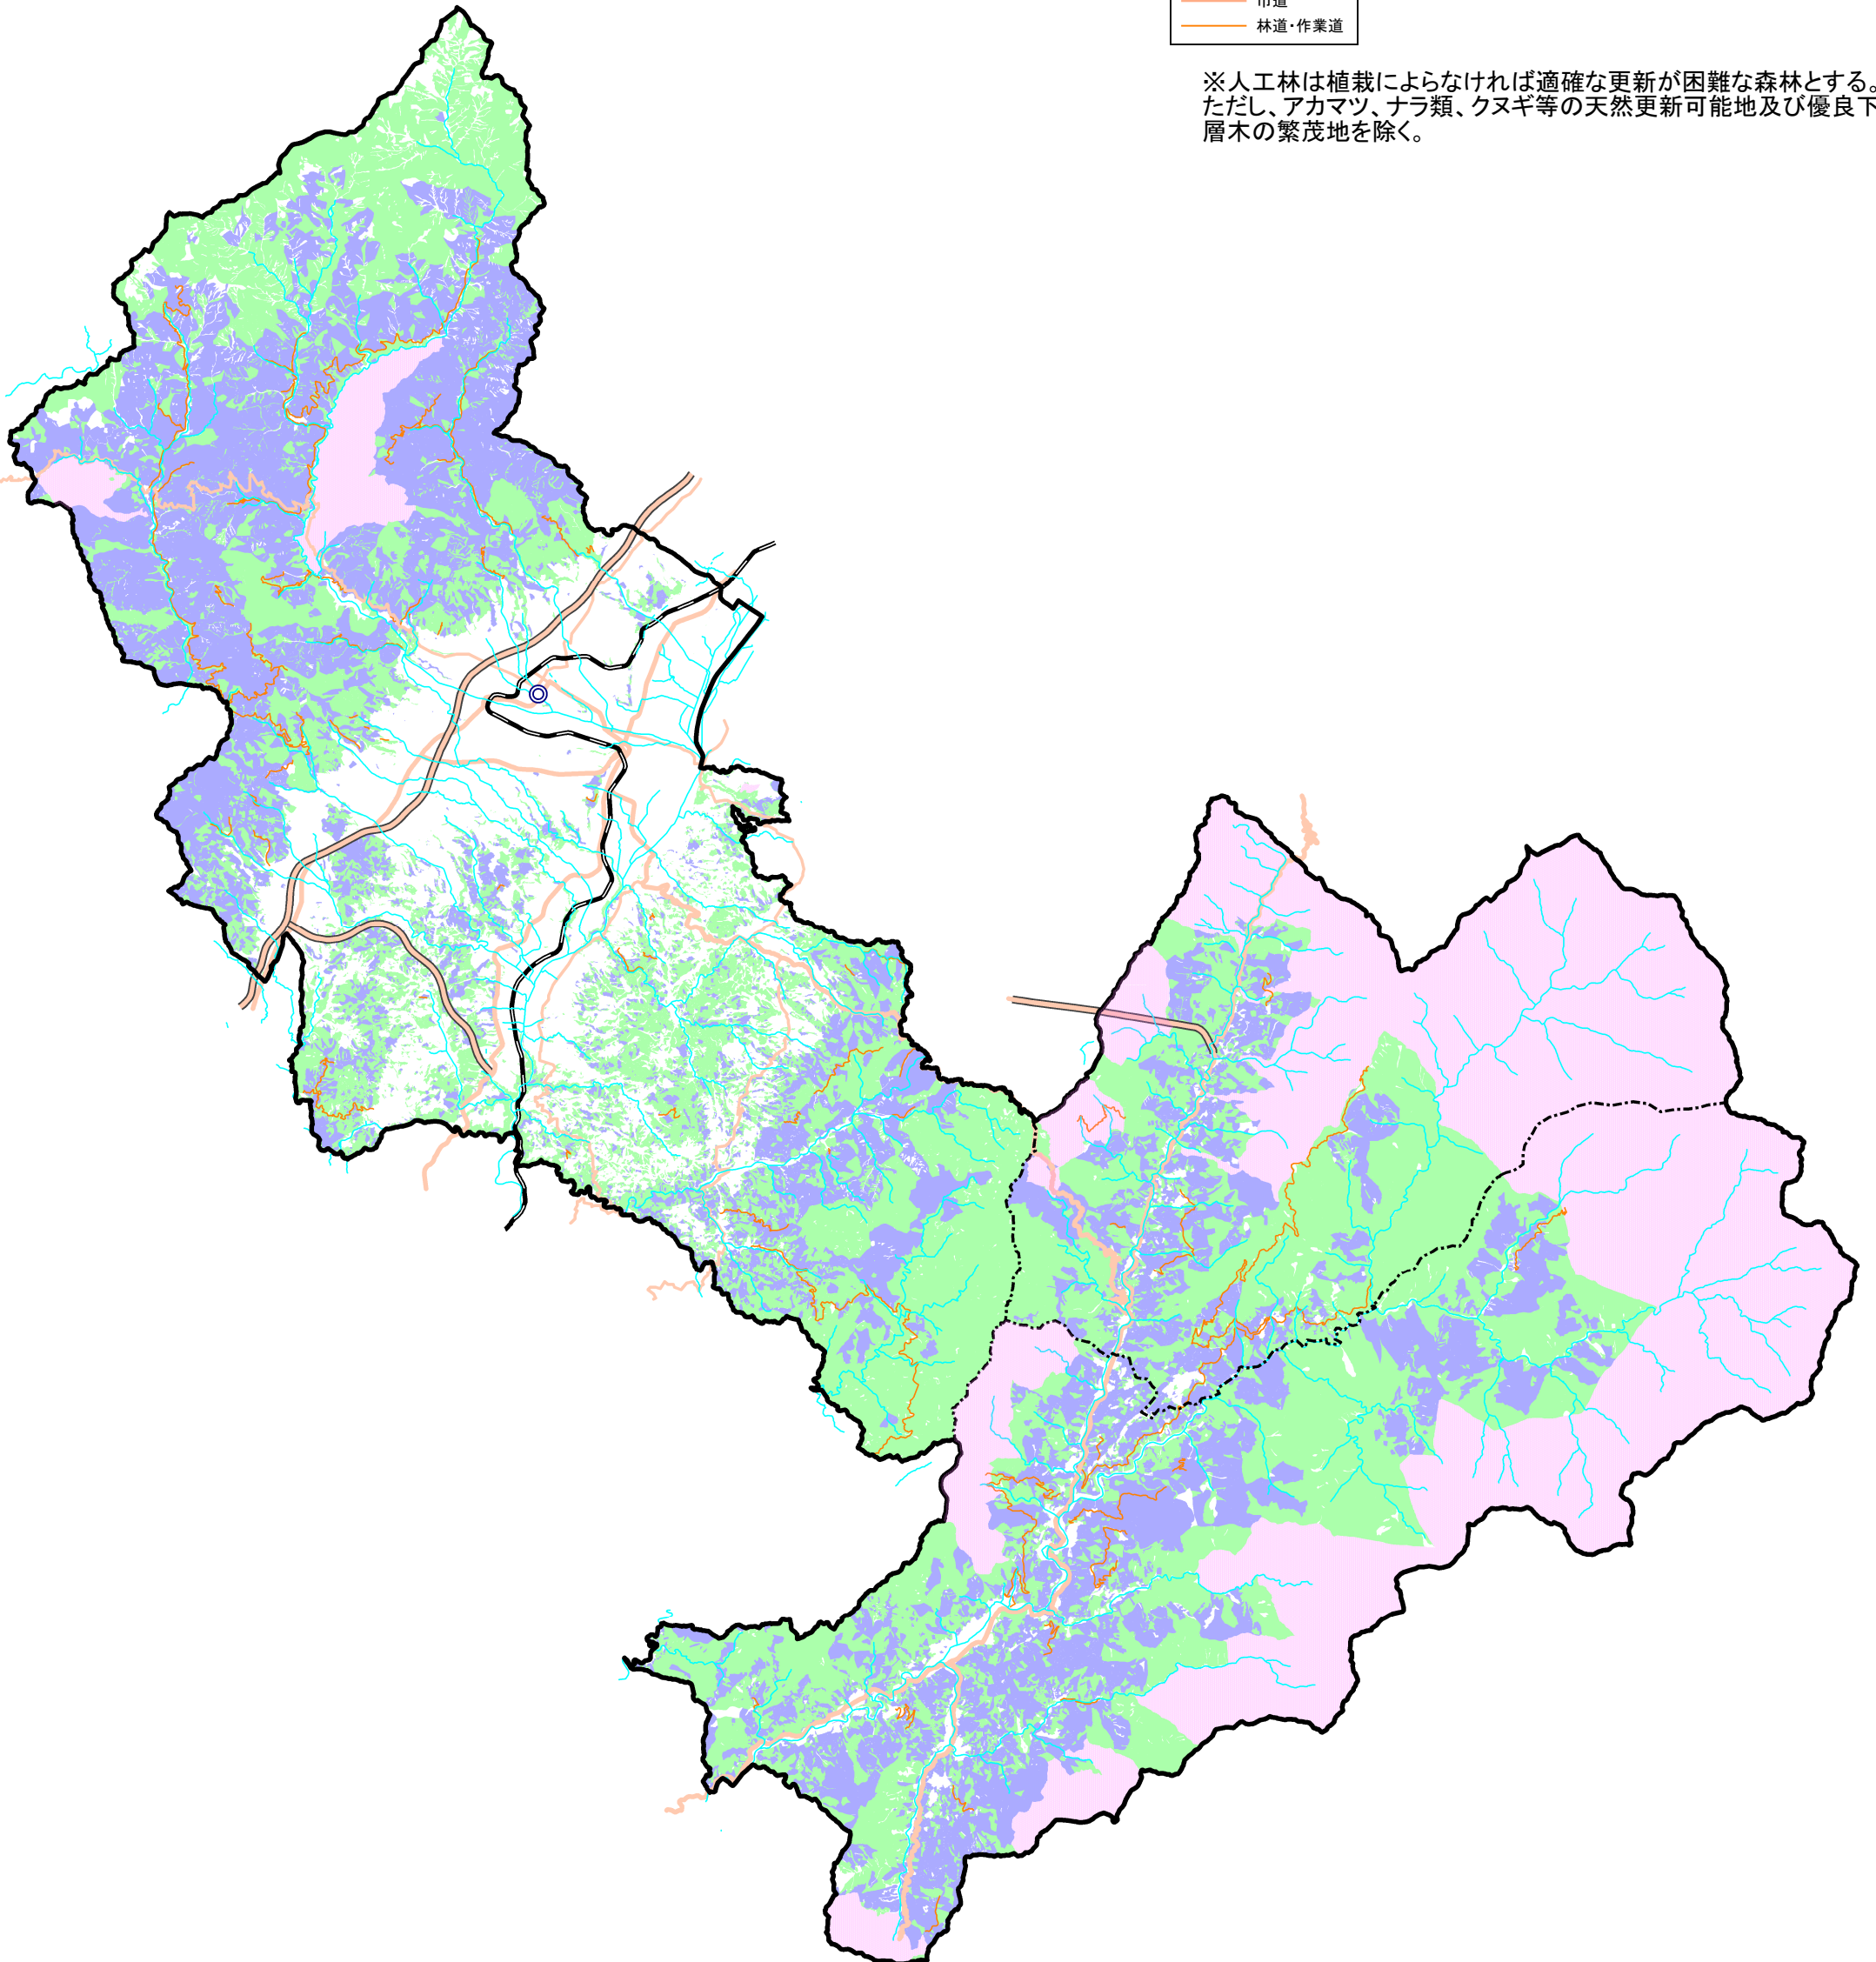 市道
林道・作業道
※人工林は植栽によらなければ適確な更新が困難な森林とする。
ただし、アカマツ、ナラ類、クヌギ等の天然更新可能地及び優良下
層木の繁茂地を除く。